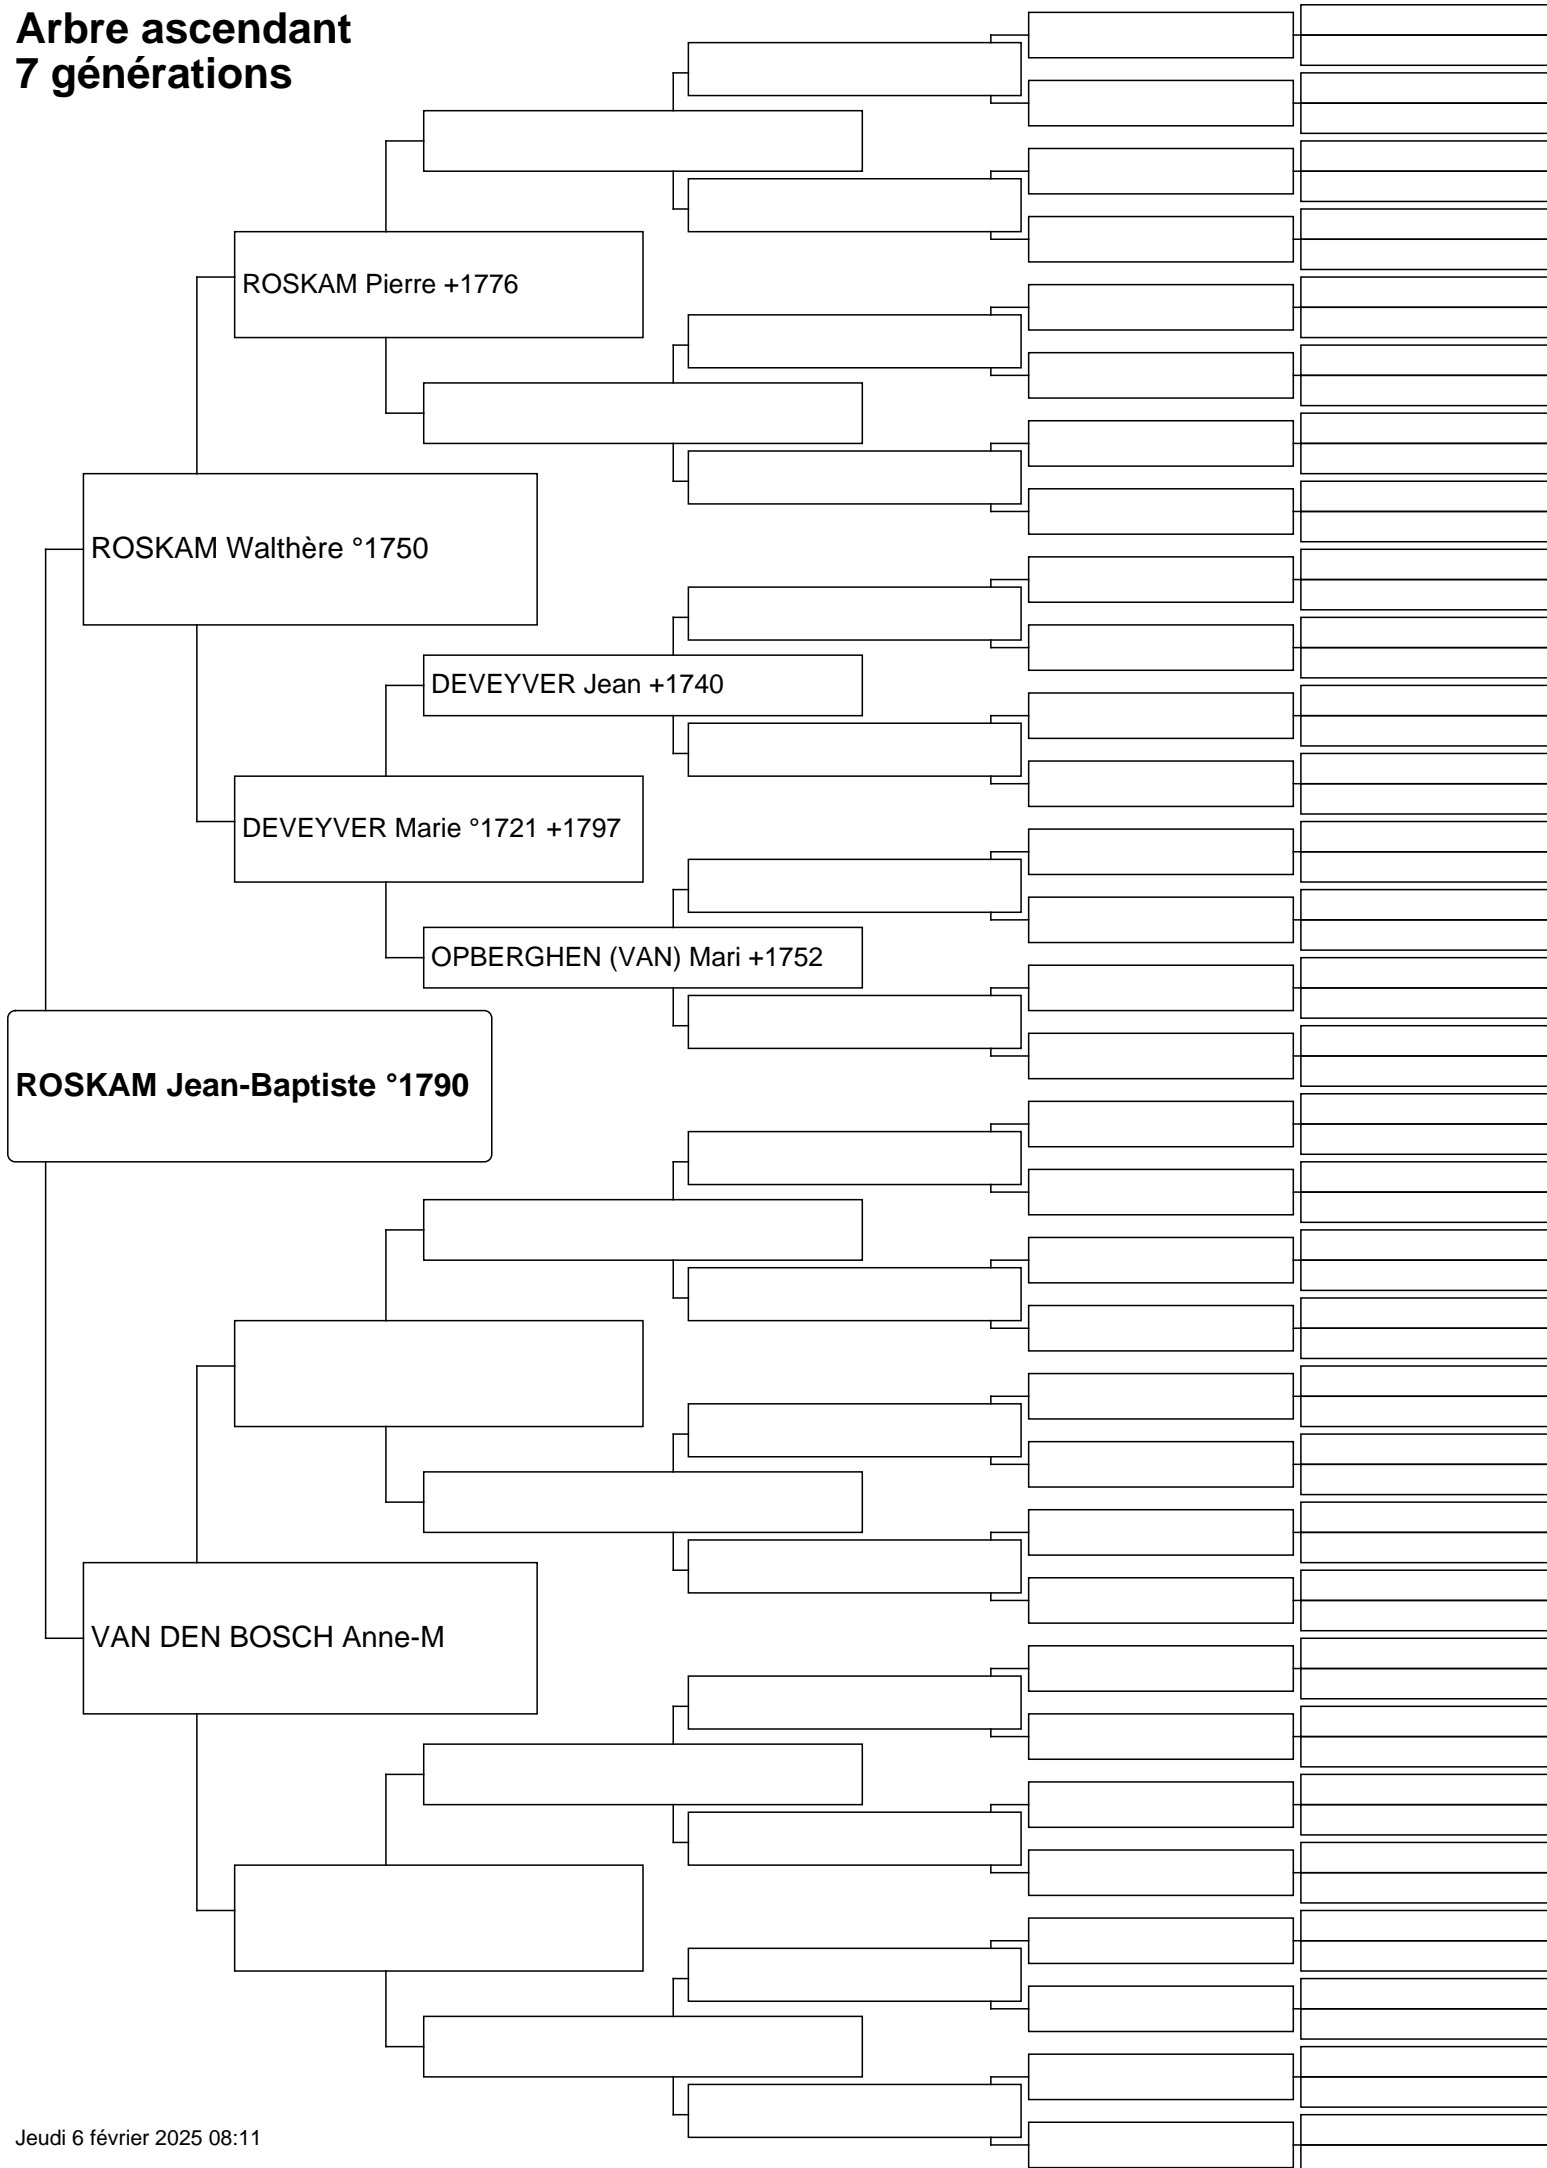 Arbre ascendant
7 générations
ROSKAM Pierre +1776
ROSKAM Walthère °1750
DEVEYVER Jean +1740
DEVEYVER Marie °1721 +1797
OPBERGHEN (VAN) Mari +1752
ROSKAM Jean-Baptiste °1790
VAN DEN BOSCH Anne-M
Jeudi 6 février 2025 08:11